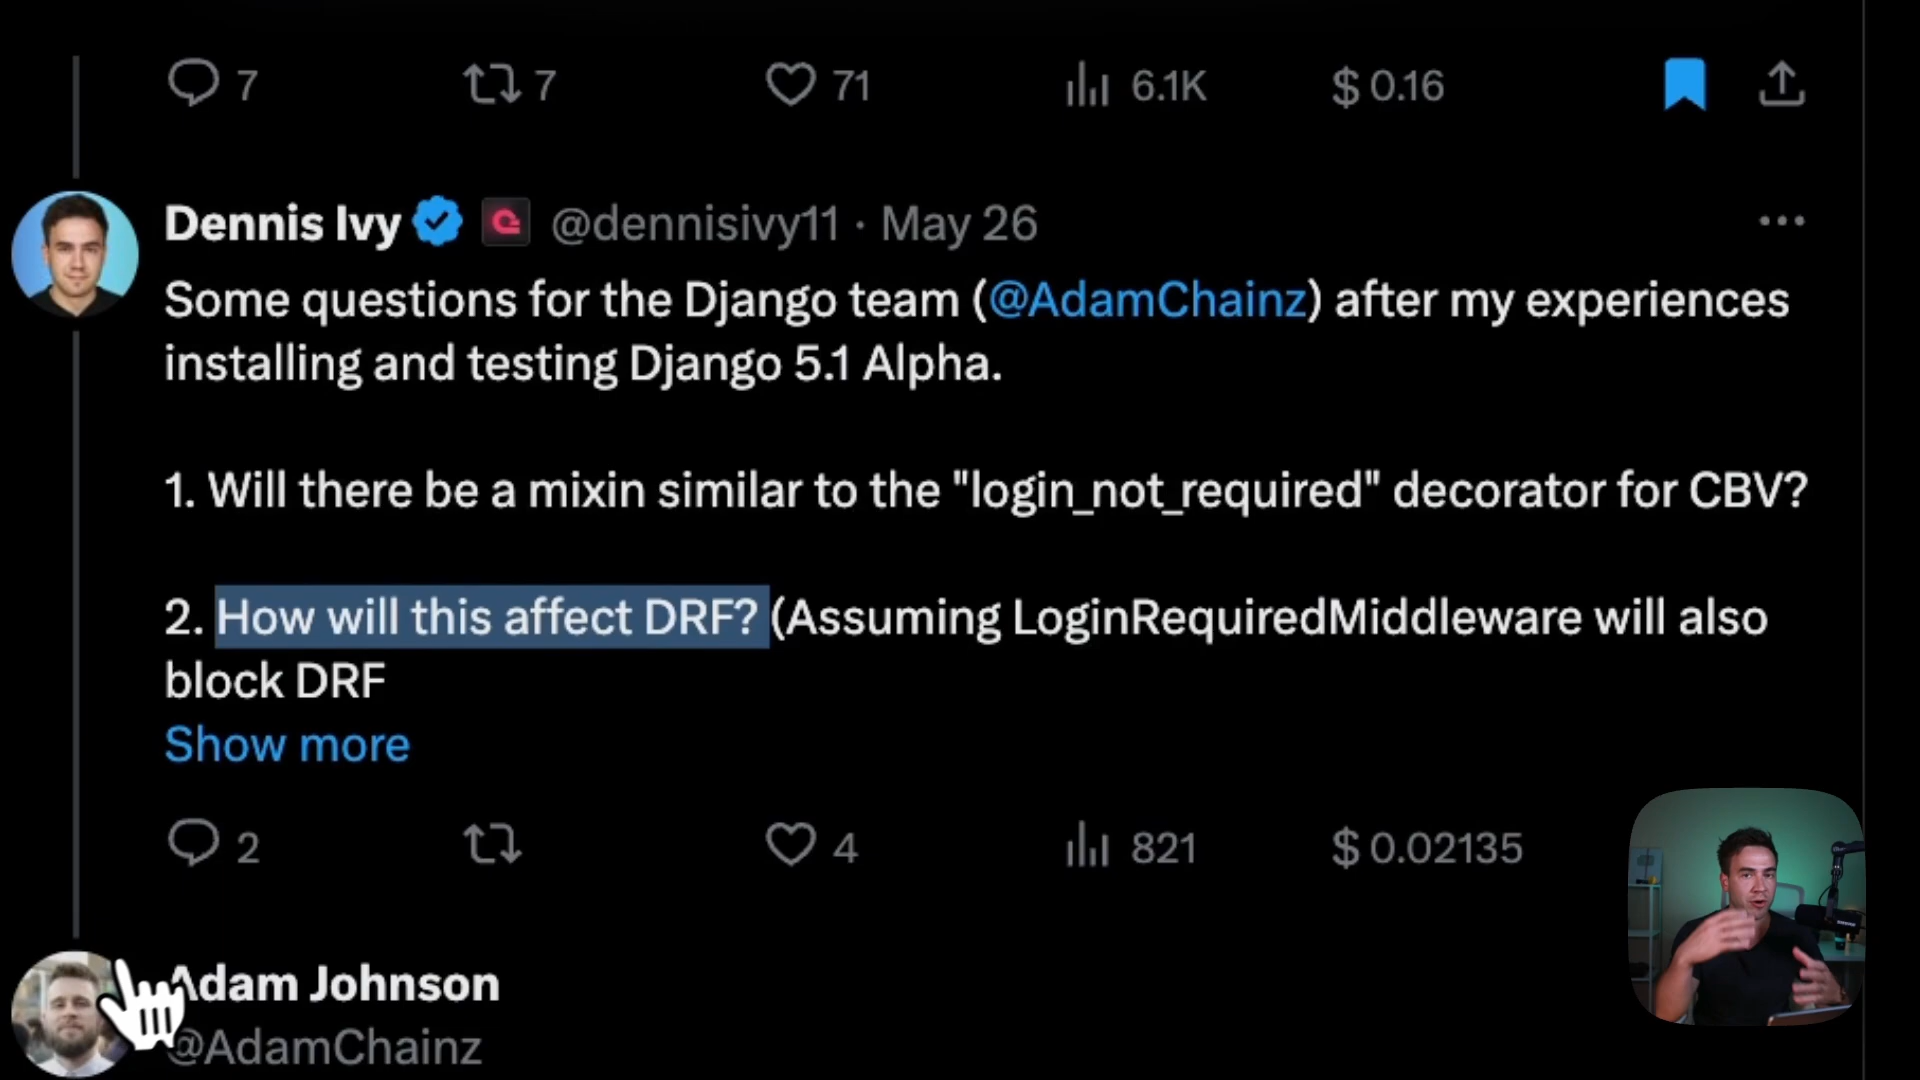 7 7 71 6.1K $ 0.16
Dennis Ivy @dennisivy11 · May 26
Some questions for the Django team (@AdamChainz) after my experiences
installing and testing Django 5.1 Alpha.
1. Will there be a mixin similar to the "login_not_required" decorator for CBV?
2. How will this affect DRF? (Assuming LoginRequiredMiddleware will also
block DRF
Show more
2 4 821 $ 0.02135
Adam Johnson
@AdamChainz